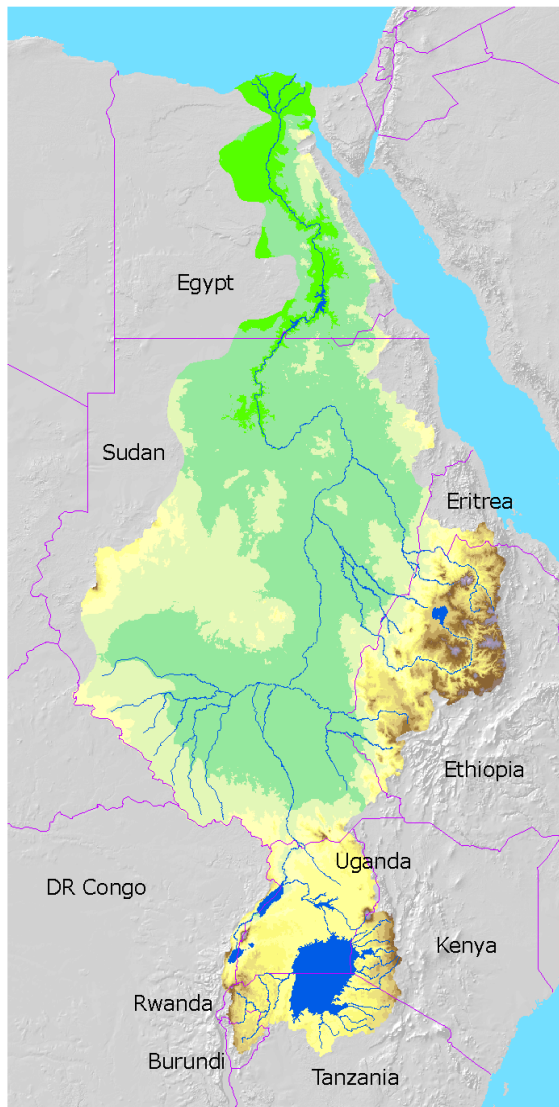 Egypt
Sudan
Eritrea
Ethiopia
Uganda
DR Congo
Kenya
Rwanda
Burundi
Tanzania